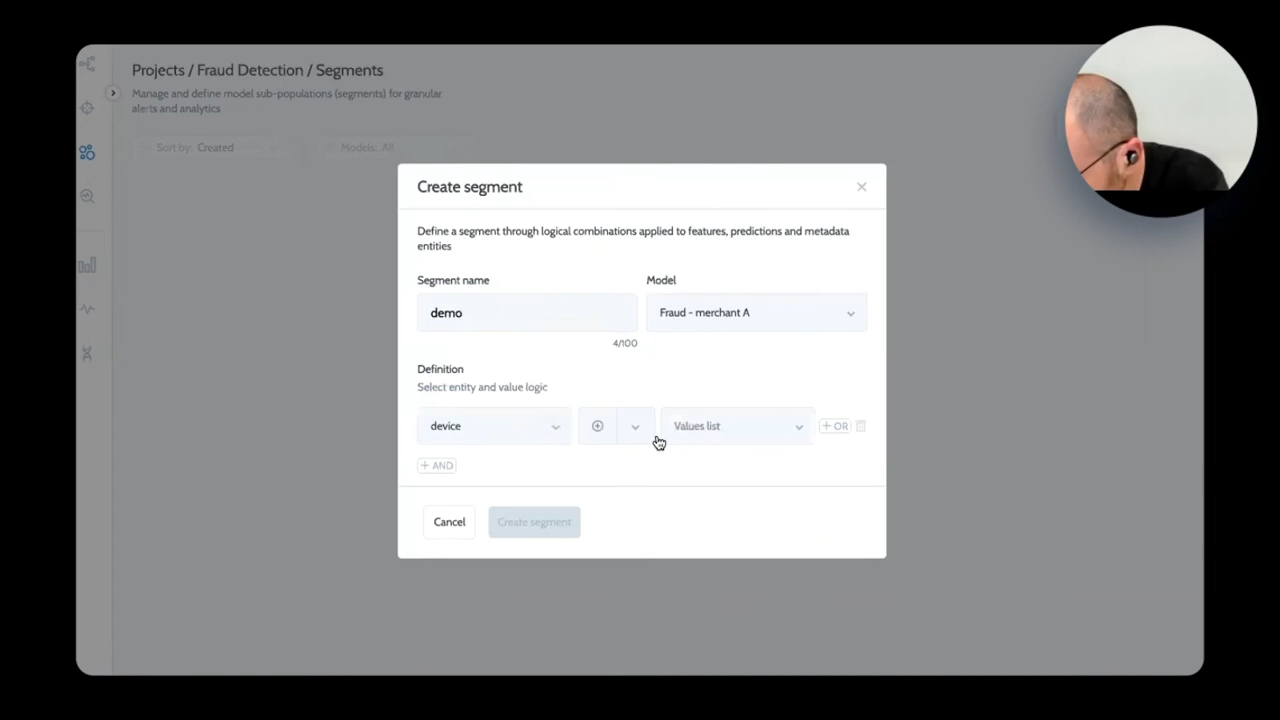 Projects / Fraud Detection / Segments
Manage and define model sub-populations (segments) for granular
alerts and analytics
Sort by: Created
Models: All
Create segment
Define a segment through logical combinations applied to features, predictions and metadata
entities
Segment name
Model
demo
Fraud - merchant A
4/100
Definition
Select entity and value logic
device
Values list
+ OR
+ AND
Cancel
Create segment